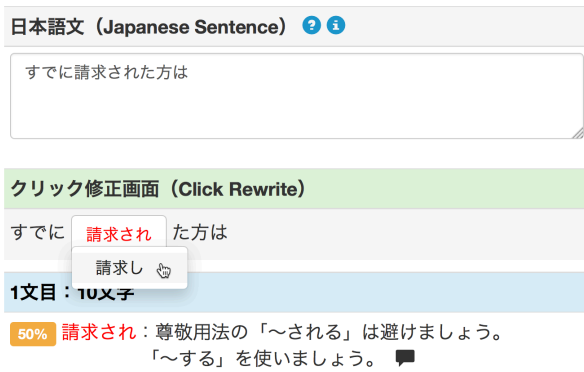 日本語文（Japanese Sentence）
すでに請求された方は
クリック修正画面（Click Rewrite）
すでに 請求され た方は
請求し
1文目：10文字
50% 請求され：尊敬用法の「〜される」は避けましょう。
「〜する」を使いましょう。